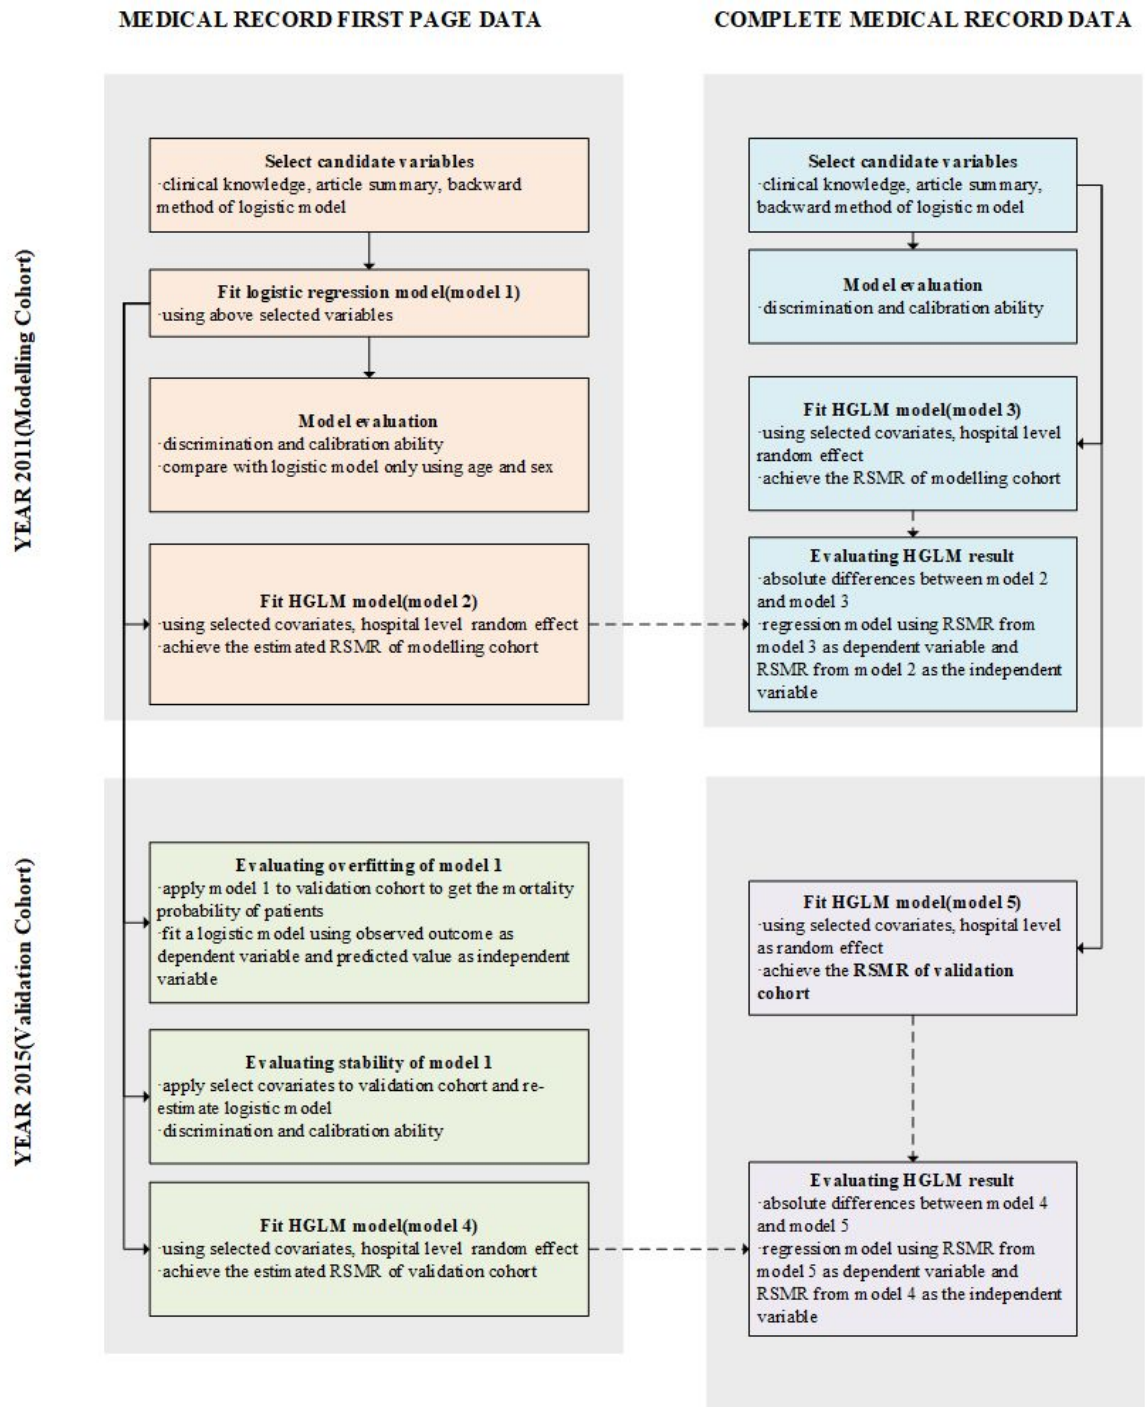 MEDICAL RECORD FIRST PAGE DATA
COMPLETE MEDICAL RECORD DATA
YEAR 2011(Modelling Cohort)
Select candidate variables
·clinical knowledge, article summary, backward
method of logistic model
Fit logistic regression model(model 1)
·using above selected variables
Model evaluation
·discrimination and calibration ability
·compare with logistic model only using age and sex
Fit HGLM model(model 2)
·using selected covariates, hospital level random effect
·achieve the estimated RSMR of modelling cohort
Select candidate variables
·clinical knowledge, article summary,
backward method of logistic model
Model evaluation
·discrimination and calibration ability
Fit HGLM model(model 3)
·using selected covariates, hospital level
random effect
·achieve the RSMR of modelling cohort
Evaluating HGLM result
·absolute differences between model 2
and model 3
·regression model using RSMR from
model 3 as dependent variable and
RSMR from model 2 as the independent
variable
YEAR 2015(Validation Cohort)
Evaluating overfitting of model 1
·apply model 1 to validation cohort to get the mortality
probability of patients
·fit a logistic model using observed outcome as
dependent variable and predicted value as independent
variable
Evaluating stability of model 1
·apply select covariates to validation cohort and re-
estimate logistic model
·discrimination and calibration ability
Fit HGLM model(model 4)
·using selected covariates, hospital level random effect
·achieve the estimated RSMR of validation cohort
Fit HGLM model(model 5)
·using selected covariates, hospital level
as random effect
·achieve the RSMR of validation
cohort
Evaluating HGLM result
·absolute differences between model 4
and model 5
·regression model using RSMR from
model 5 as dependent variable and
RSMR from model 4 as the independent
variable